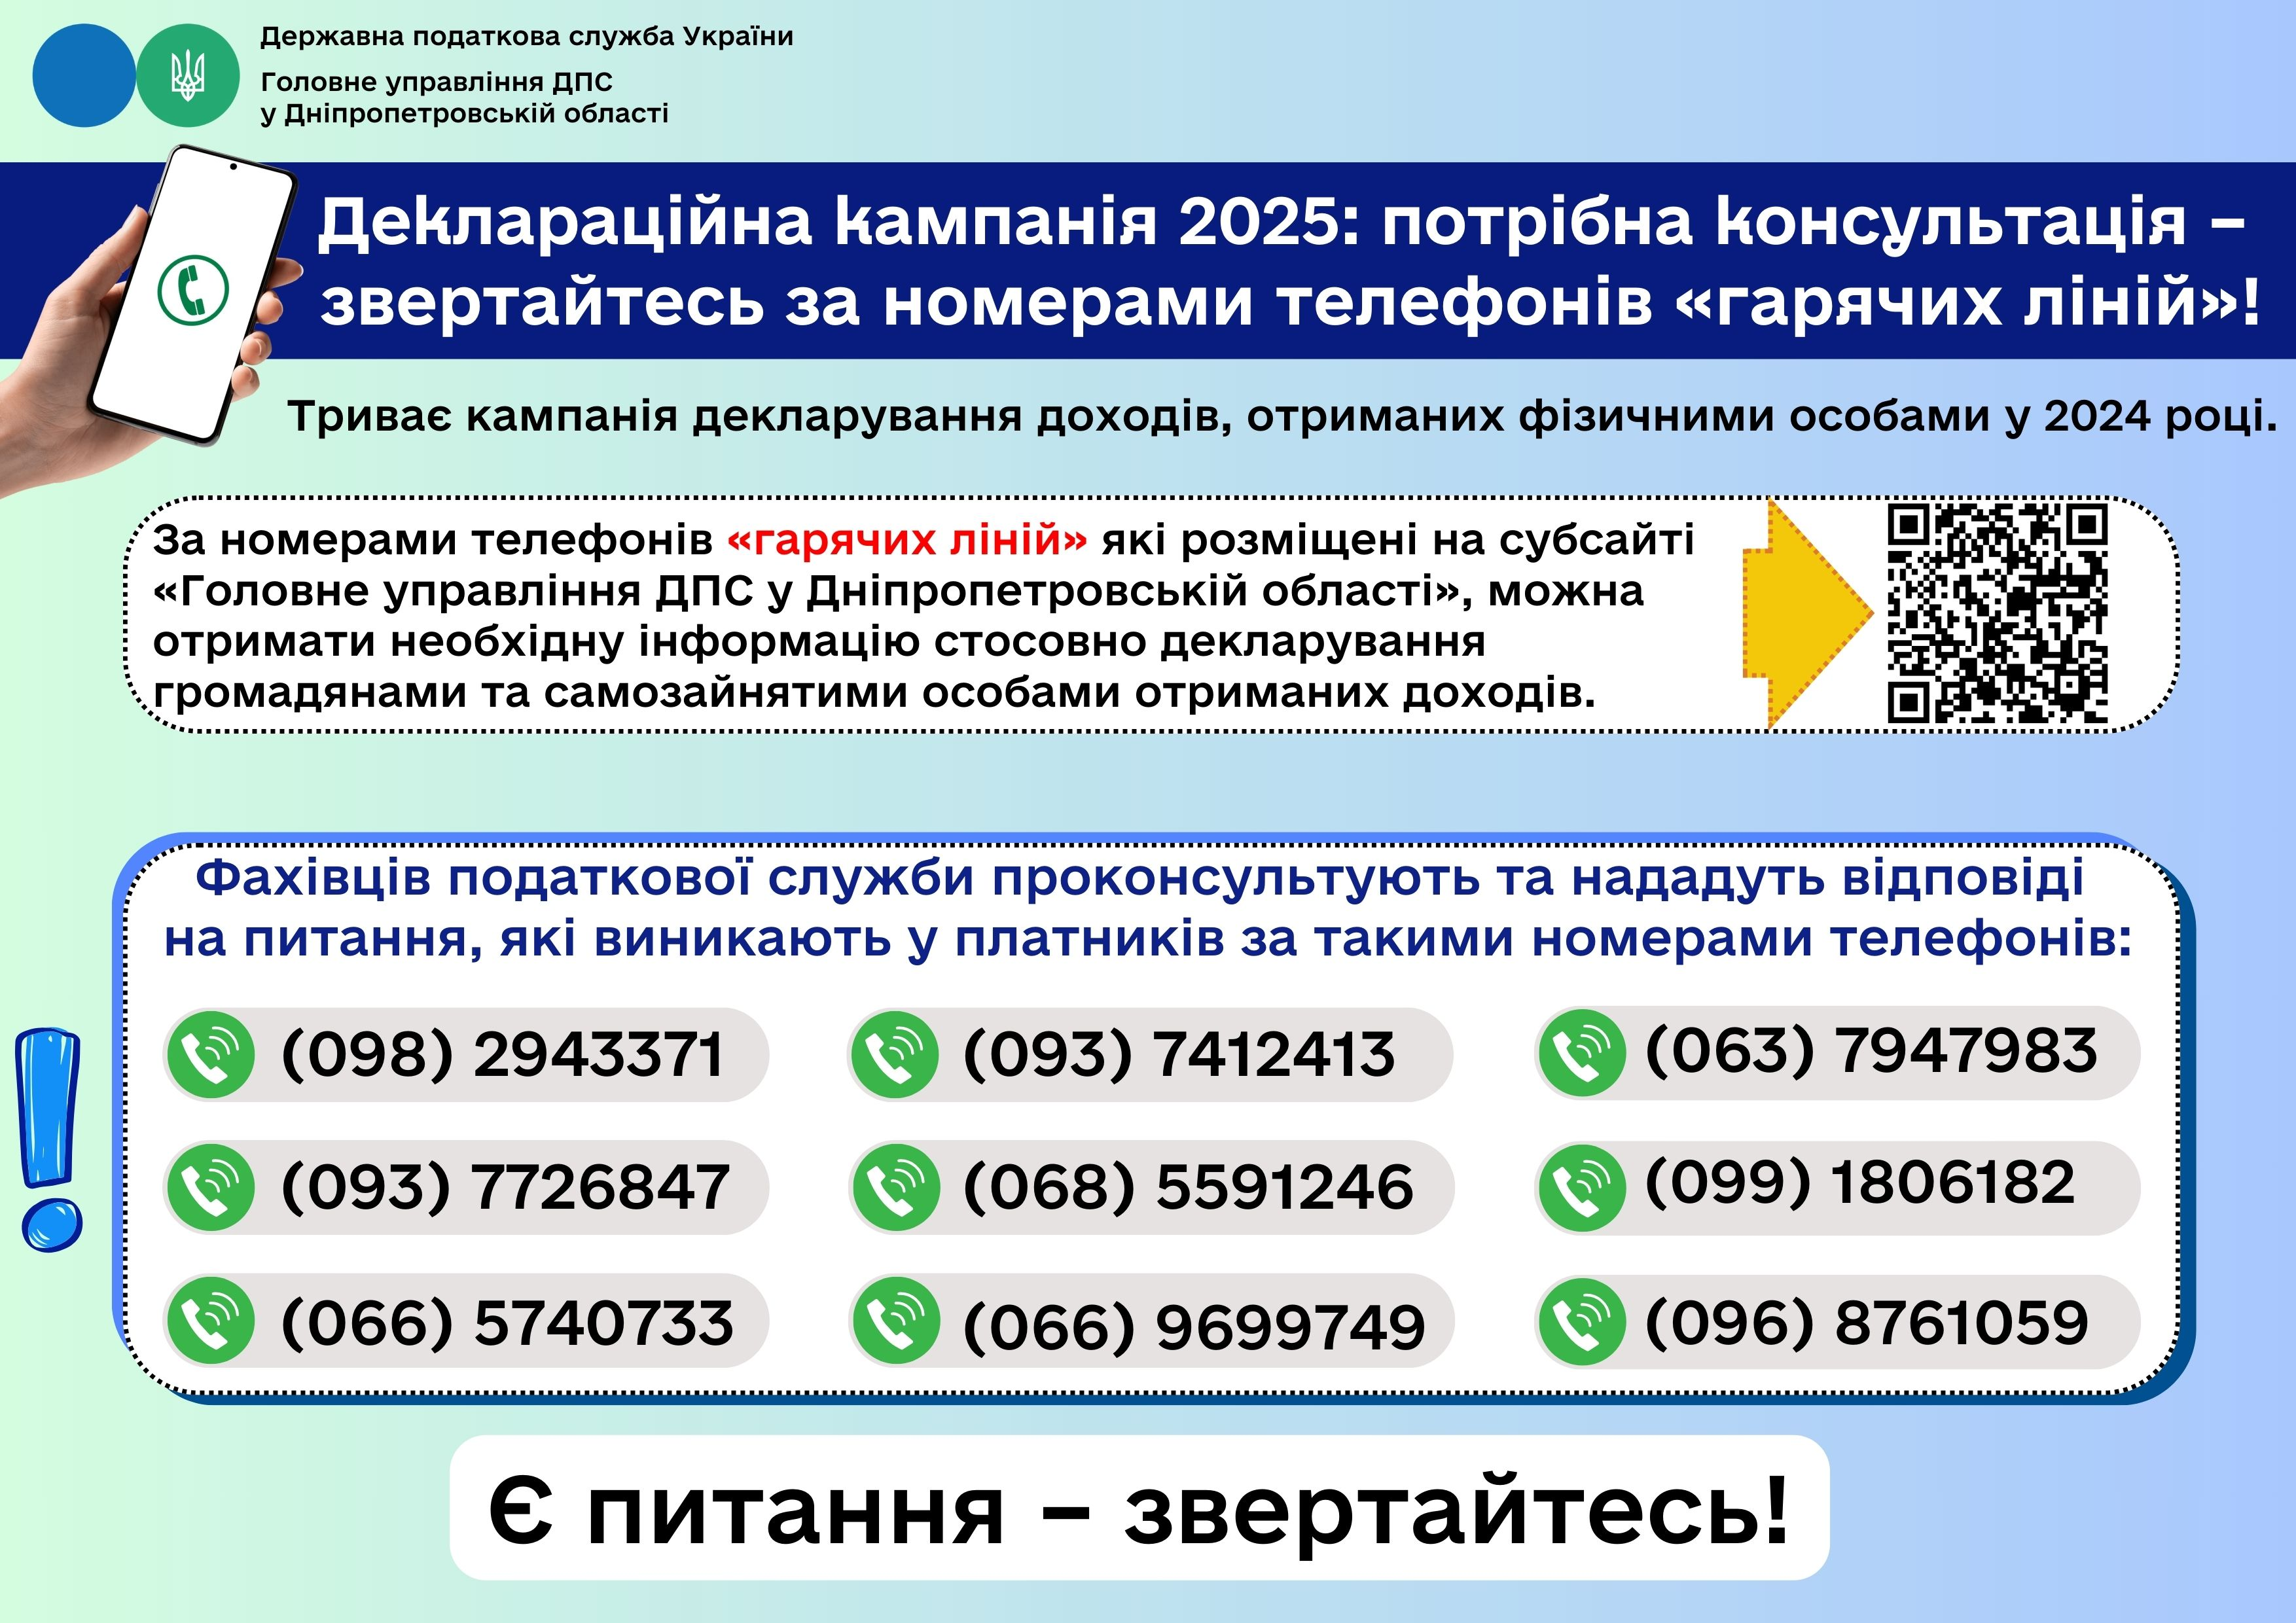 Державна податкова служба України
Головне управління ДПС
у Дніпропетровській області
Деклараційна кампанія 2025: потрібна консультація –
звертайтесь за номерами телефонів «гарячих ліній»!
Триває кампанія декларування доходів, отриманих фізичними особами у 2024 році.
За номерами телефонів «гарячих ліній» які розміщені на субсайті
«Головне управління ДПС у Дніпропетровській області», можна
отримати необхідну інформацію стосовно декларування
громадянами та самозайнятими особами отриманих доходів.
Фахівців податкової служби проконсультують та нададуть відповіді
на питання, які виникають у платників за такими номерами телефонів:
(098) 2943371 (093) 7412413 (063) 7947983
(093) 7726847 (068) 5591246 (099) 1806182
(066) 5740733 (066) 9699749 (096) 8761059
Є питання – звертайтесь!